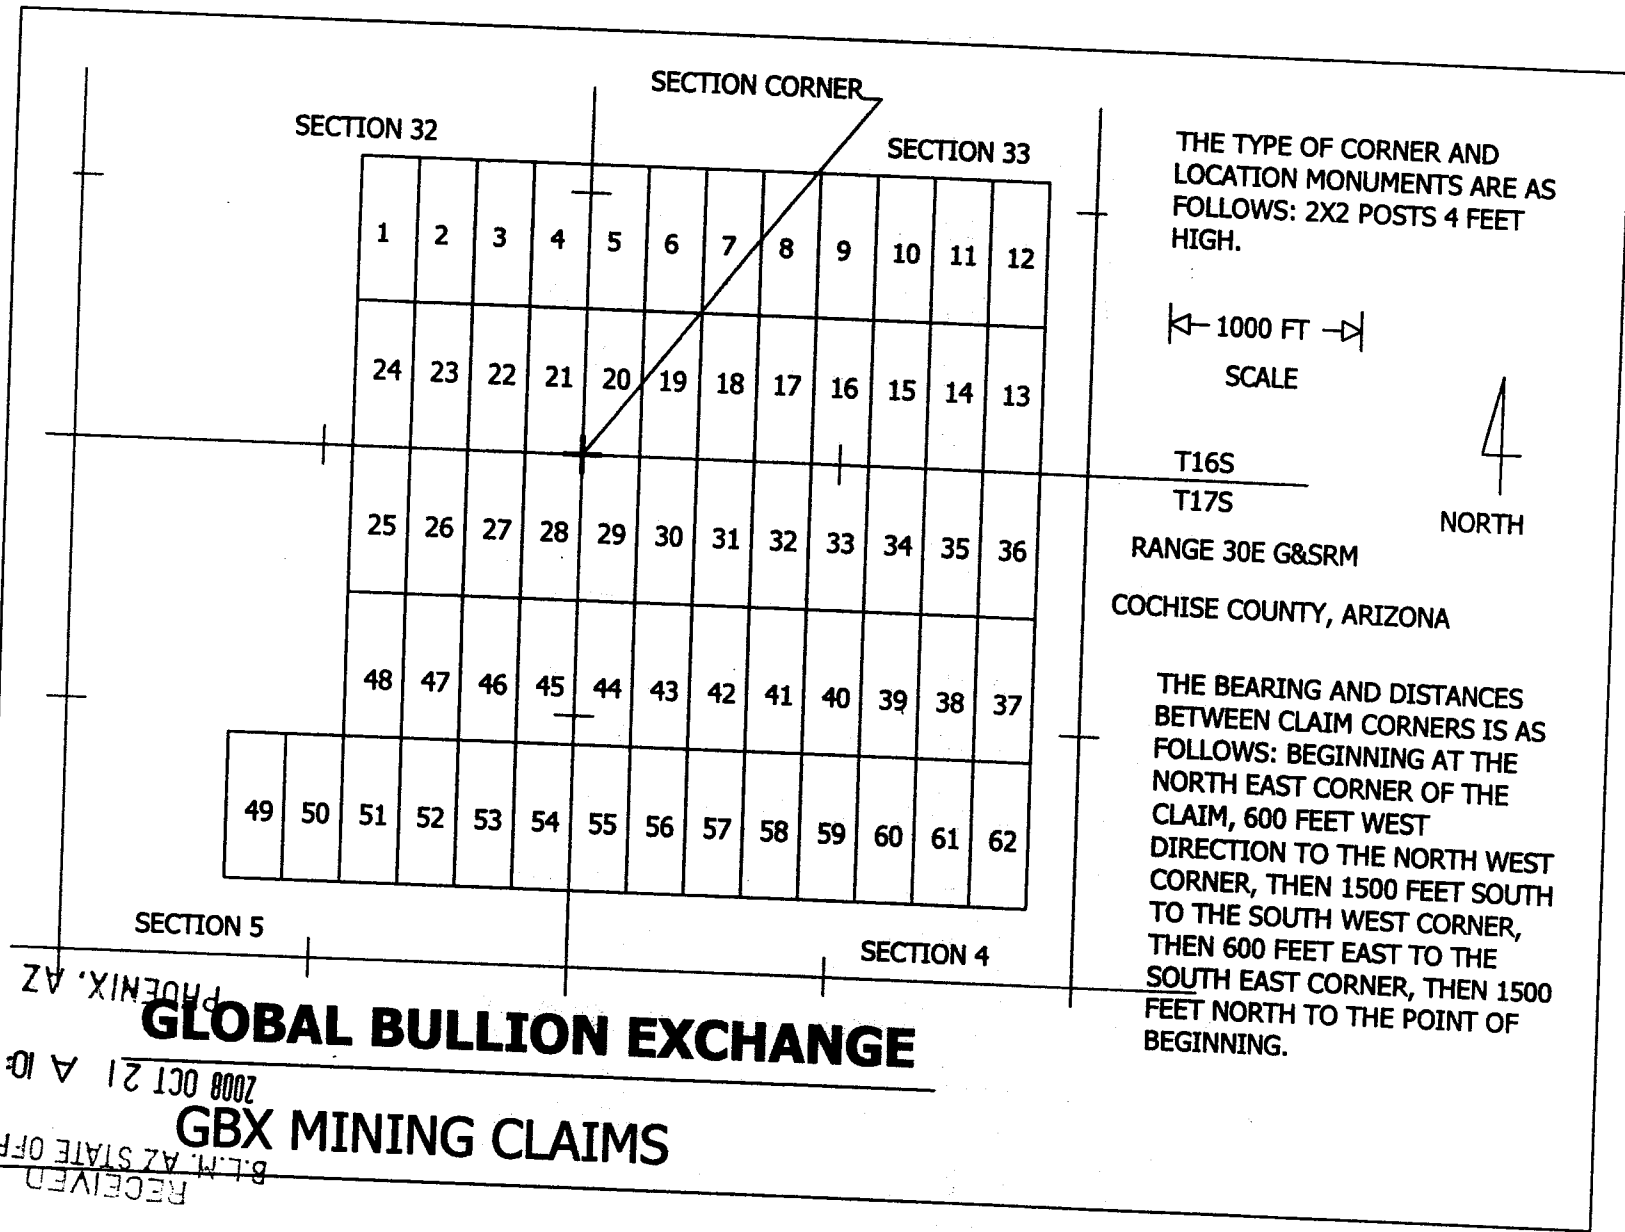 SECTION CORNER
SECTION 32
SECTION 33
1 2 3 4 5 6 7 8 9 10 11 12
24 23 22 21 20 19 18 17 16 15 14 13
25 26 27 28 29 30 31 32 33 34 35 36
48 47 46 45 44 43 42 41 40 39 38 37
49 50 51 52 53 54 55 56 57 58 59 60 61 62
SECTION 5
SECTION 4
THE TYPE OF CORNER AND
LOCATION MONUMENTS ARE AS
FOLLOWS: 2X2 POSTS 4 FEET
HIGH.
1000 FT
SCALE
T16S
T17S
NORTH
RANGE 30E G&SRM
COCHISE COUNTY, ARIZONA
THE BEARING AND DISTANCES
BETWEEN CLAIM CORNERS IS AS
FOLLOWS: BEGINNING AT THE
NORTH EAST CORNER OF THE
CLAIM, 600 FEET WEST
DIRECTION TO THE NORTH WEST
CORNER, THEN 1500 FEET SOUTH
TO THE SOUTH WEST CORNER,
THEN 600 FEET EAST TO THE
SOUTH EAST CORNER, THEN 1500
FEET NORTH TO THE POINT OF
BEGINNING.
GLOBAL BULLION EXCHANGE
GBX MINING CLAIMS
RECEIVED
B.L.M. AZ STATE OFF
2008 OCT 21 A 10:
PHOENIX, AZ